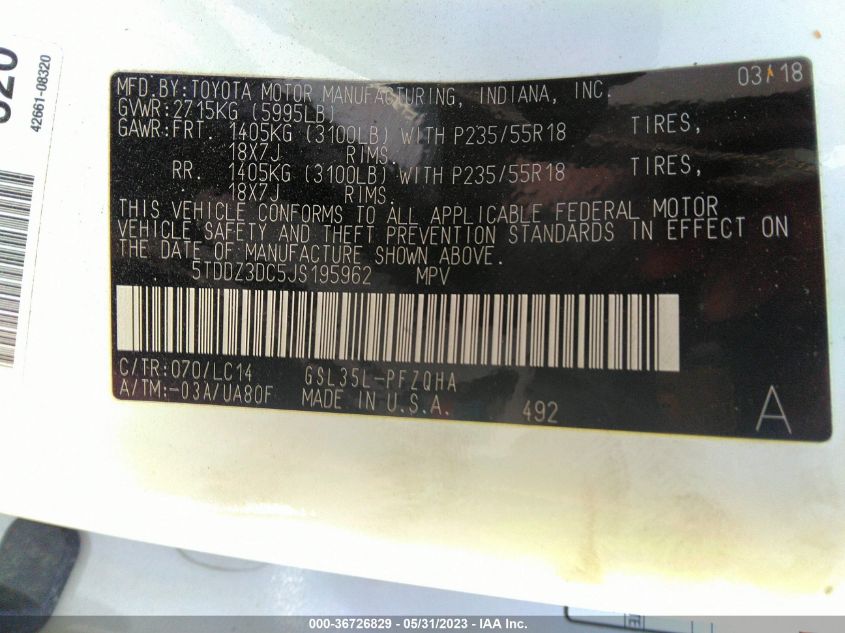 42661-08320
MFD.BY:TOYOTA MOTOR MANUFACTURING, INDIANA, INC. 03/18
GVWR:2715KG (5995LB)
GAWR:FRT. 1405KG (3100LB) WITH P235/55R18 TIRES,
18X7J RIMS.
RR. 1405KG (3100LB) WITH P235/55R18 TIRES,
18X7J RIMS.
THIS VEHICLE CONFORMS TO ALL APPLICABLE FEDERAL MOTOR
VEHICLE SAFETY AND THEFT PREVENTION STANDARDS IN EFFECT ON
THE DATE OF MANUFACTURE SHOWN ABOVE.
5TDDZ3DC5JS195962 MPV
C/TR:070/LC14 GSL35L-PFZQHA
A/TM:-03A/UA80F MADE IN U.S.A. 492 A
000-36726829 - 05/31/2023 - IAA Inc.